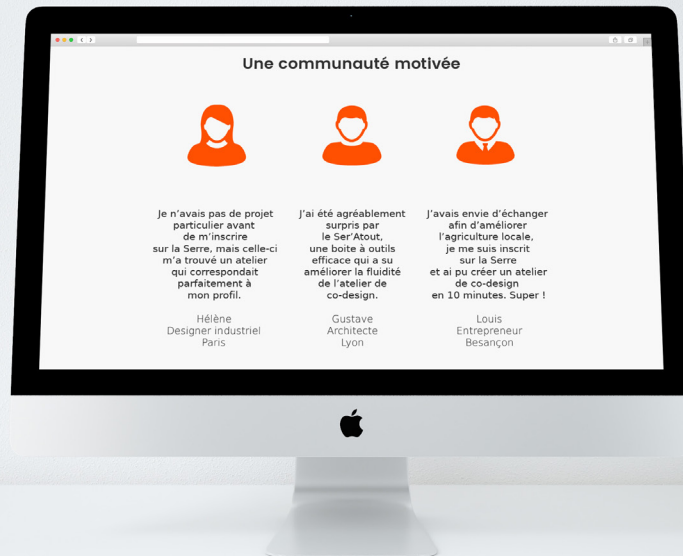 Une communauté motivée
Je n’avais pas de projet
particulier avant
de m’inscrire
sur la Serre, mais celle-ci
m’a trouvé un atelier
qui correspondait
parfaitement à
mon profil.
Hélène
Designer industriel
Paris
J’ai été agréablement
surpris par
le Ser’Atout,
une boite à outils
efficace qui a su
améliorer la fluidité
de l’atelier de
co-design.
Gustave
Architecte
Lyon
J’avais envie d’échanger
afin d’améliorer
l’agriculture locale,
je me suis inscrit
sur la Serre
et ai pu créer un atelier
de co-design
en 10 minutes. Super !
Louis
Entrepreneur
Besançon